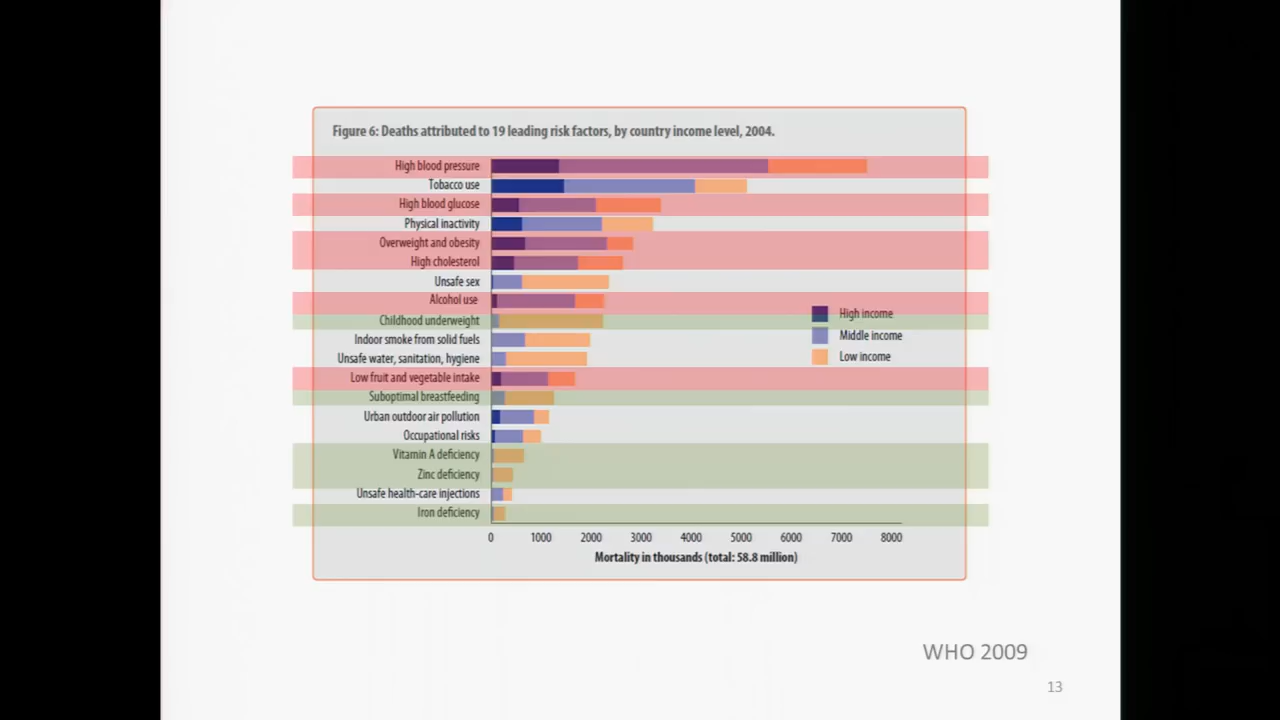 Figure 6: Deaths attributed to 19 leading risk factors, by country income level, 2004.
High blood pressure
Tobacco use
High blood glucose
Physical inactivity
Overweight and obesity
High cholesterol
Unsafe sex
Alcohol use
Childhood underweight
Indoor smoke from solid fuels
Unsafe water, sanitation, hygiene
Low fruit and vegetable intake
Suboptimal breastfeeding
Urban outdoor air pollution
Occupational risks
Vitamin A deficiency
Zinc deficiency
Unsafe health-care injections
Iron deficiency
High income
Middle income
Low income
0 1000 2000 3000 4000 5000 6000 7000 8000
Mortality in thousands (total: 58.8 million)
WHO 2009
13